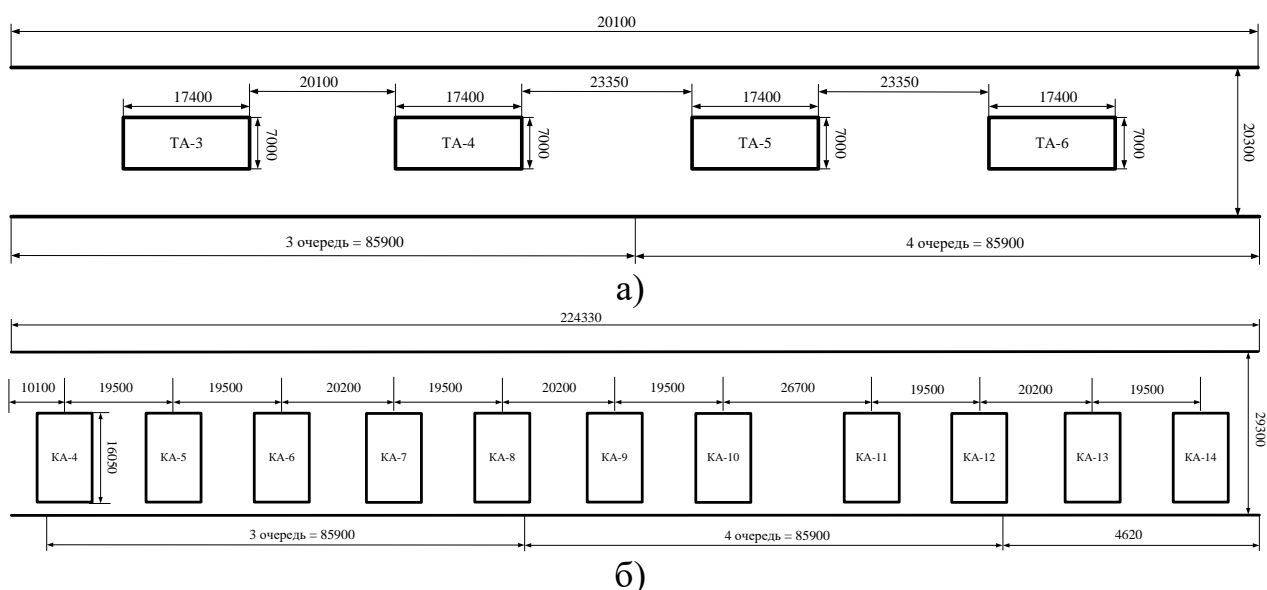 20100
20100 23350 23350
17400 17400 17400 17400
ТА-3 7000 ТА-4 7000 ТА-5 7000 ТА-6 7000
20300
3 очередь = 85900 4 очередь = 85900
а)
224330
10100 19500 19500 20200 19500 20200 19500 26700 19500 20200 19500
КА-4 16050 КА-5 КА-6 КА-7 КА-8 КА-9 КА-10 КА-11 КА-12 КА-13 КА-14
29300
3 очередь = 85900 4 очередь = 85900 4620
б)